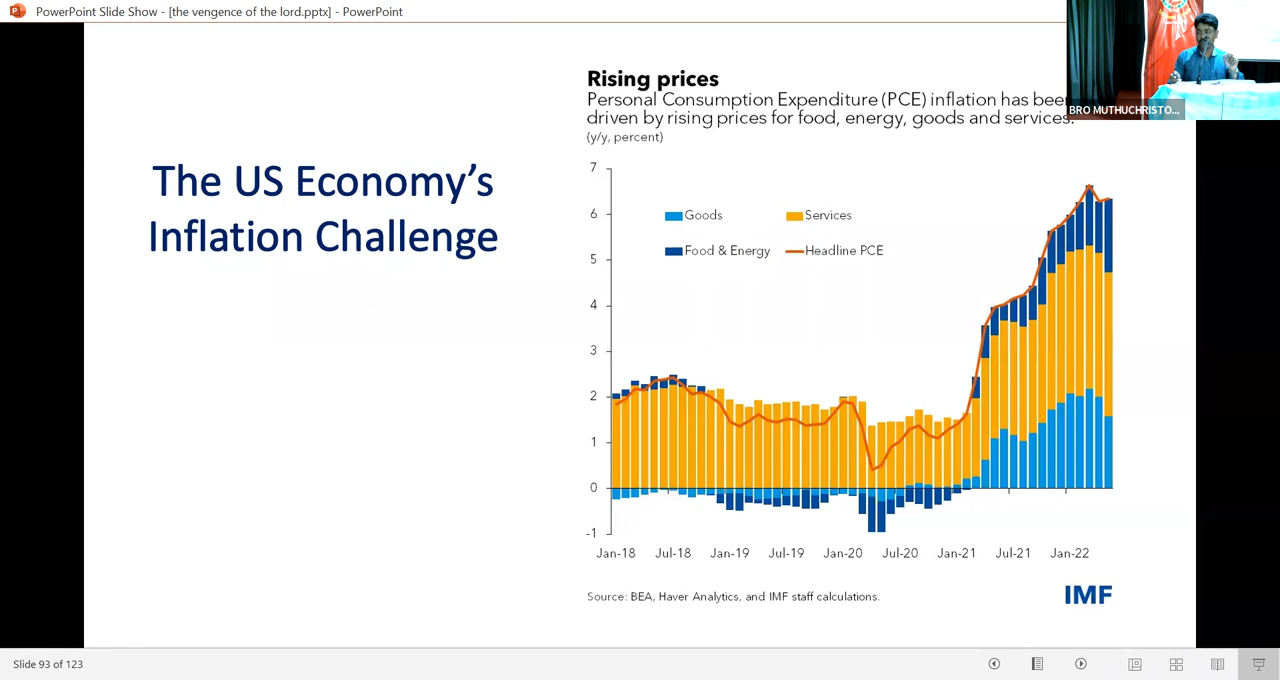 PowerPoint Slide Show - [the vengence of the lord.pptx] - PowerPoint
BRO MUTHUCHRISTO...
The US Economy's
Inflation Challenge
Rising prices
Personal Consumption Expenditure (PCE) inflation has
driven by rising prices for food, energy, goods and services.
(y/y, percent)
7
6
5
4
3
2
1
0
-1
Goods
Services
Food & Energy
Headline PCE
Jan-18 Jul-18 Jan-19 Jul-19 Jan-20 Jul-20 Jan-21 Jul-21 Jan-22
Source: BEA, Haver Analytics, and IMF staff calculations.
IMF
Slide 93 of 123